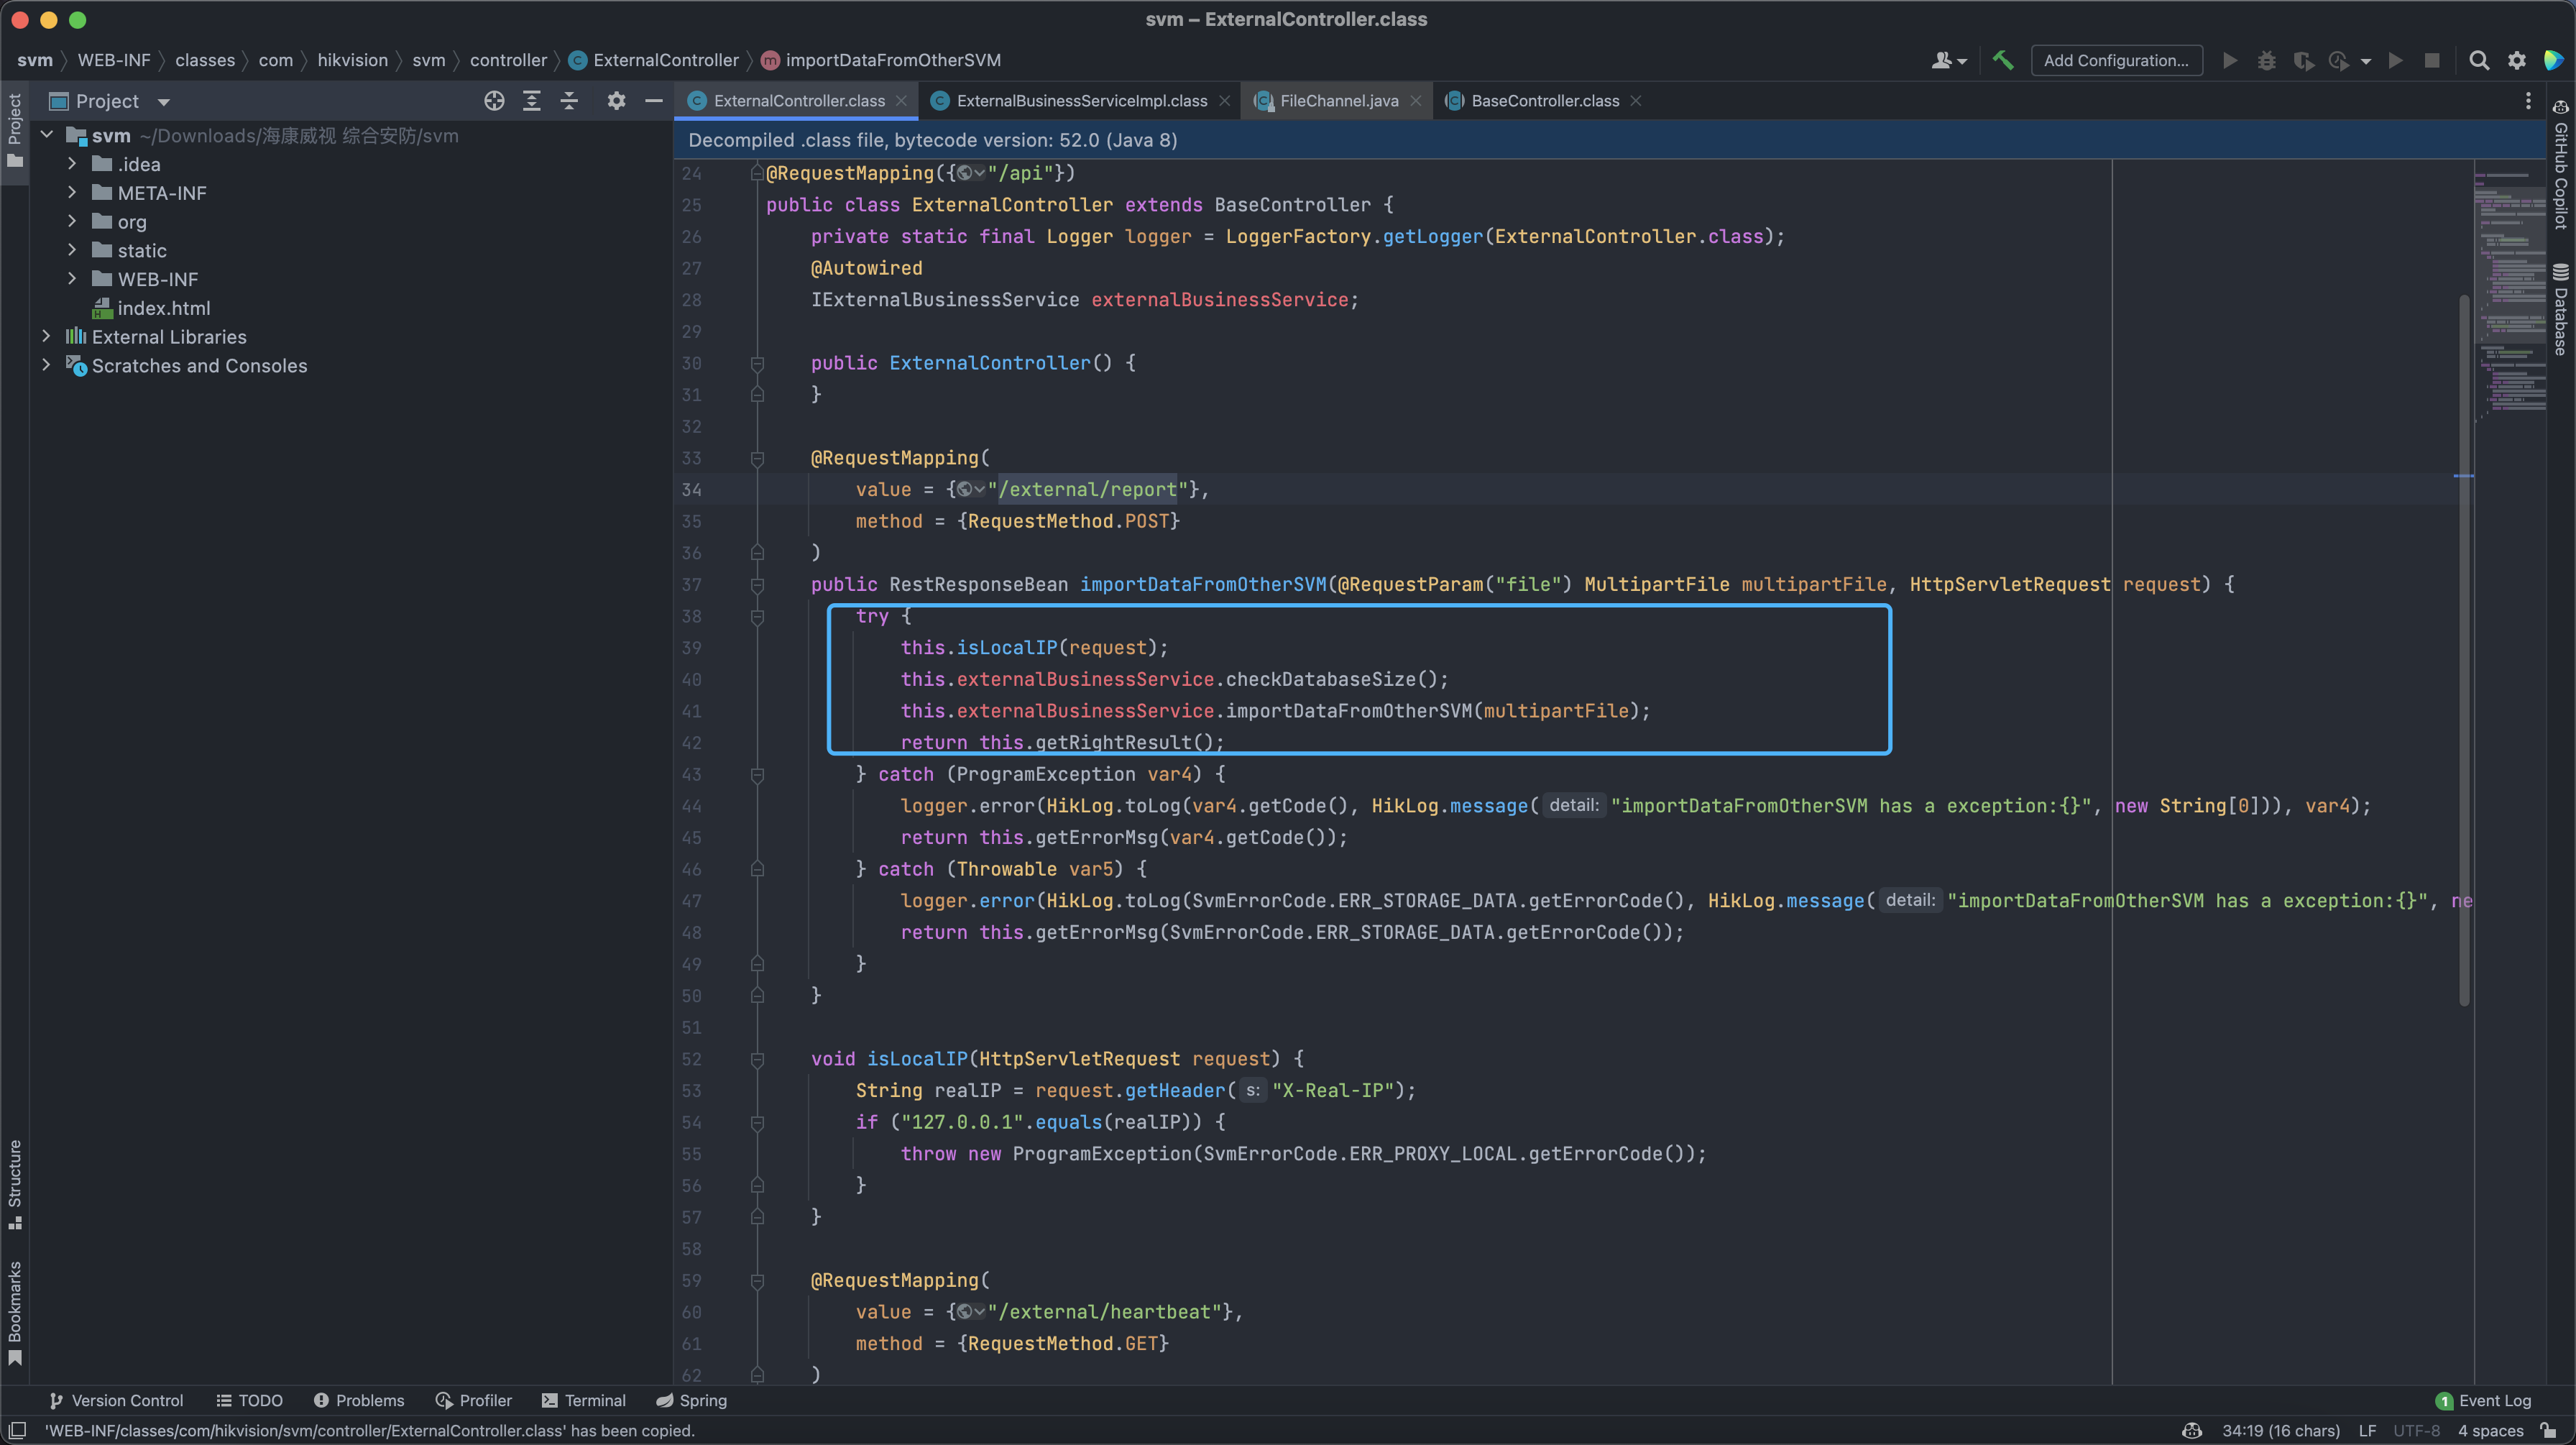 svm – ExternalController.class
svm 〉 WEB-INF 〉 classes 〉 com 〉 hikvision 〉 svm 〉 controller 〉 ExternalController 〉 importDataFromOtherSVM
Add Configuration...
Project
ExternalController.class
ExternalBusinessServiceImpl.class
FileChannel.java
BaseController.class
Project
Structure
Bookmarks
svm ~/Downloads/海康威视 综合安防/svm
.idea
META-INF
org
static
WEB-INF
index.html
External Libraries
Scratches and Consoles
Decompiled .class file, bytecode version: 52.0 (Java 8)
24 @RequestMapping({"/api"})
25 public class ExternalController extends BaseController {
26 private static final Logger logger = LoggerFactory.getLogger(ExternalController.class);
27 @Autowired
28 IExternalBusinessService externalBusinessService;
29
30 public ExternalController() {
31 }
32
33 @RequestMapping(
34 value = {"/external/report"},
35 method = {RequestMethod.POST}
36 )
37 public RestResponseBean importDataFromOtherSVM(@RequestParam("file") MultipartFile multipartFile, HttpServletRequest request) {
38 try {
39 this.isLocalIP(request);
40 this.externalBusinessService.checkDatabaseSize();
41 this.externalBusinessService.importDataFromOtherSVM(multipartFile);
42 return this.getRightResult();
43 } catch (ProgramException var4) {
44 logger.error(HikLog.toLog(var4.getCode(), HikLog.message( detail: "importDataFromOtherSVM has a exception:{}", new String[0])), var4);
45 return this.getErrorMsg(var4.getCode());
46 } catch (Throwable var5) {
47 logger.error(HikLog.toLog(SvmErrorCode.ERR_STORAGE_DATA.getErrorCode(), HikLog.message( detail: "importDataFromOtherSVM has a exception:{}", ne
48 return this.getErrorMsg(SvmErrorCode.ERR_STORAGE_DATA.getErrorCode());
49 }
50 }
51
52 void isLocalIP(HttpServletRequest request) {
53 String realIP = request.getHeader( s: "X-Real-IP");
54 if ("127.0.0.1".equals(realIP)) {
55 throw new ProgramException(SvmErrorCode.ERR_PROXY_LOCAL.getErrorCode());
56 }
57 }
58
59 @RequestMapping(
60 value = {"/external/heartbeat"},
61 method = {RequestMethod.GET}
62 )
GitHub Copilot
Database
Version Control
TODO
Problems
Profiler
Terminal
Spring
1 Event Log
'WEB-INF/classes/com/hikvision/svm/controller/ExternalController.class' has been copied.
34:19 (16 chars) LF UTF-8 4 spaces